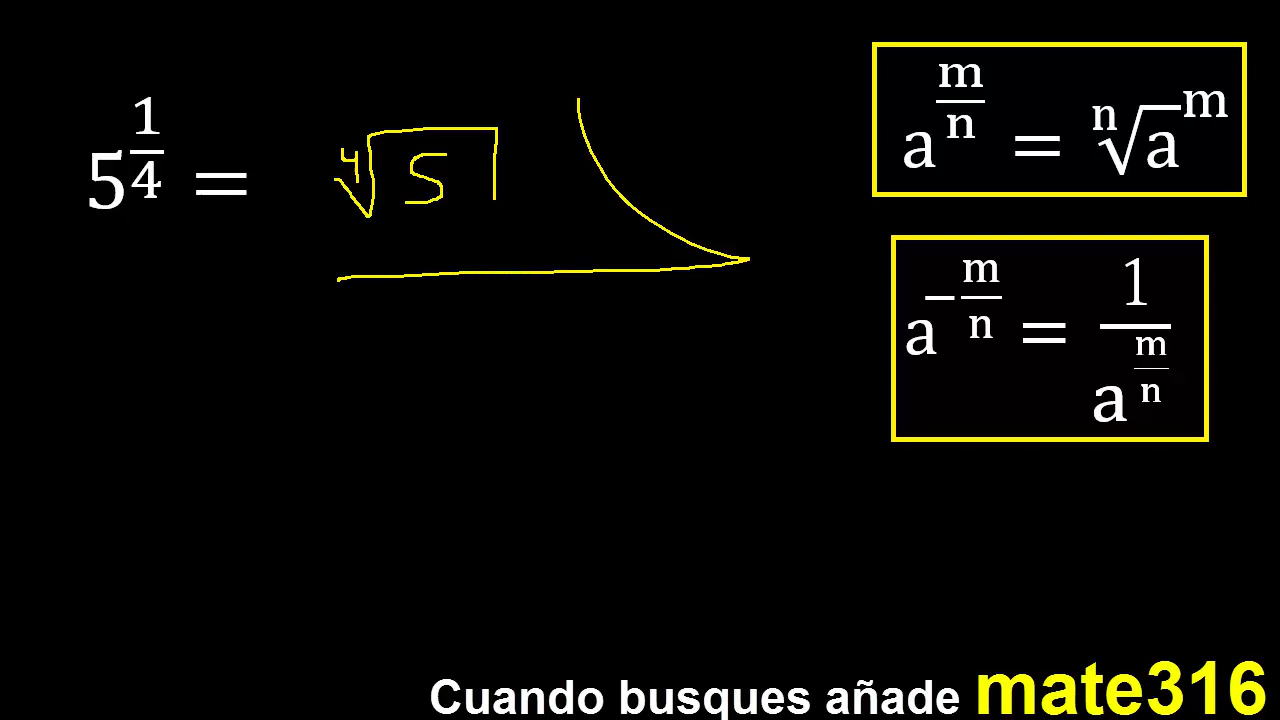 5^(1/4) = ⁴√5
a^(m/n) = ⁿ√a^m
a^(-m/n) = 1/a^(m/n)
Cuando busques añade mate316